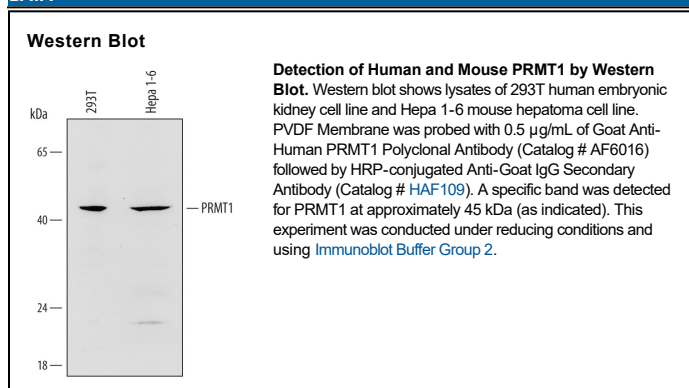 Western Blot
293T
Hepa 1-6
kDa
65
40
24
18
PRMT1
Detection of Human and Mouse PRMT1 by Western
Blot. Western blot shows lysates of 293T human embryonic
kidney cell line and Hepa 1-6 mouse hepatoma cell line.
PVDF Membrane was probed with 0.5 µg/mL of Goat Anti-
Human PRMT1 Polyclonal Antibody (Catalog # AF6016)
followed by HRP-conjugated Anti-Goat IgG Secondary
Antibody (Catalog # HAF109). A specific band was detected
for PRMT1 at approximately 45 kDa (as indicated). This
experiment was conducted under reducing conditions and
using Immunoblot Buffer Group 2.